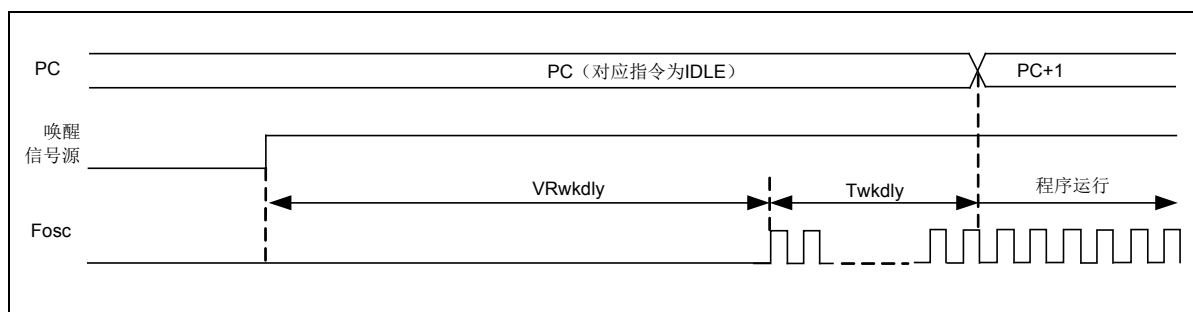 PC
PC（对应指令为IDLE）
PC+1
唤醒
信号源
VRwkdly
Twkdly
程序运行
Fosc